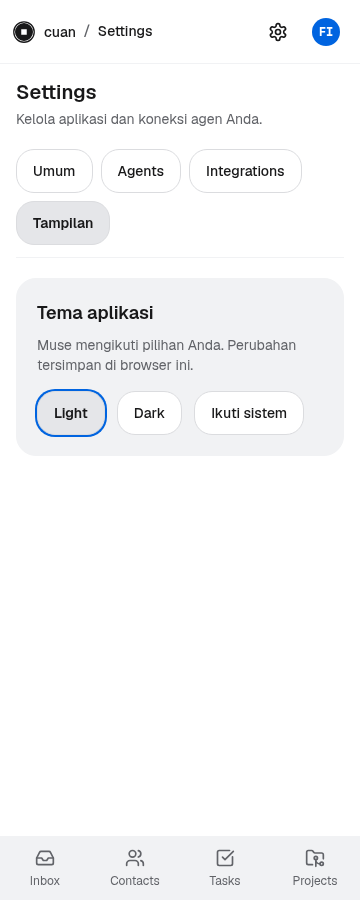 cuan / Settings
FI
Settings
Kelola aplikasi dan koneksi agen Anda.
Umum
Agents
Integrations
Tampilan
Tema aplikasi
Muse mengikuti pilihan Anda. Perubahan
tersimpan di browser ini.
Light
Dark
Ikuti sistem
Inbox
Contacts
Tasks
Projects